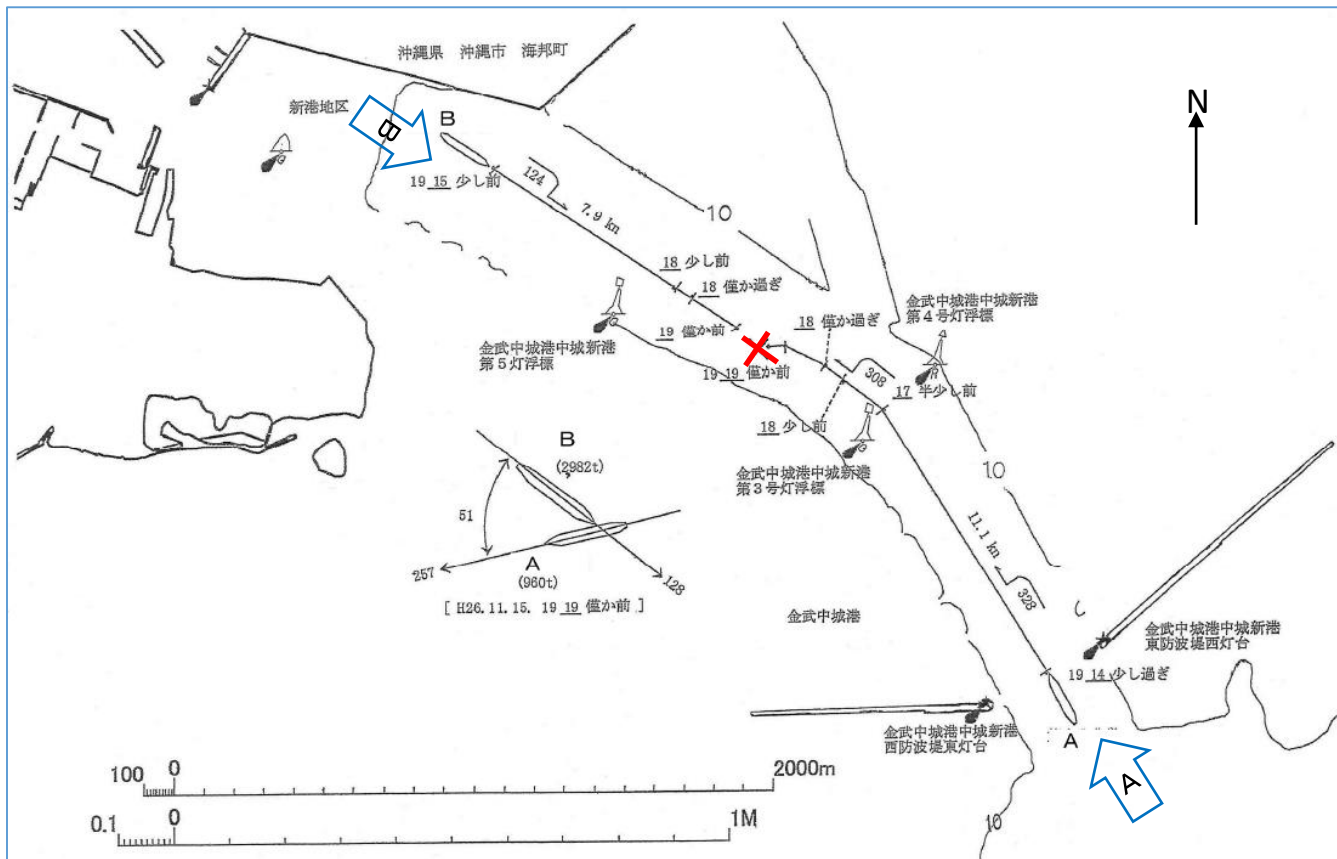 沖縄県 沖縄市 海邦町
新港地区
B
B
N
19 15 少し前
124
7.9 kn
10
18 少し前
18 僅か過ぎ
19 僅か前
18 僅か過ぎ
金武中城港中城新港
第4号灯浮標
R
G
G
金武中城港中城新港
第5灯浮標
19 19 僅か前
308
17 半少し前
18 少し前
G
金武中城港中城新港
第3号灯浮標
10
B
(2982t)
51
A
(960t)
257
128
[ H26.11.15. 19 19 僅か前 ]
11.1 kn
328
金武中城港
金武中城港中城新港
東防波堤西灯台
19 14 少し過ぎ
金武中城港中城新港
西防波堤東灯台
A
A
10
100 0 2000m
0.1 0 1M